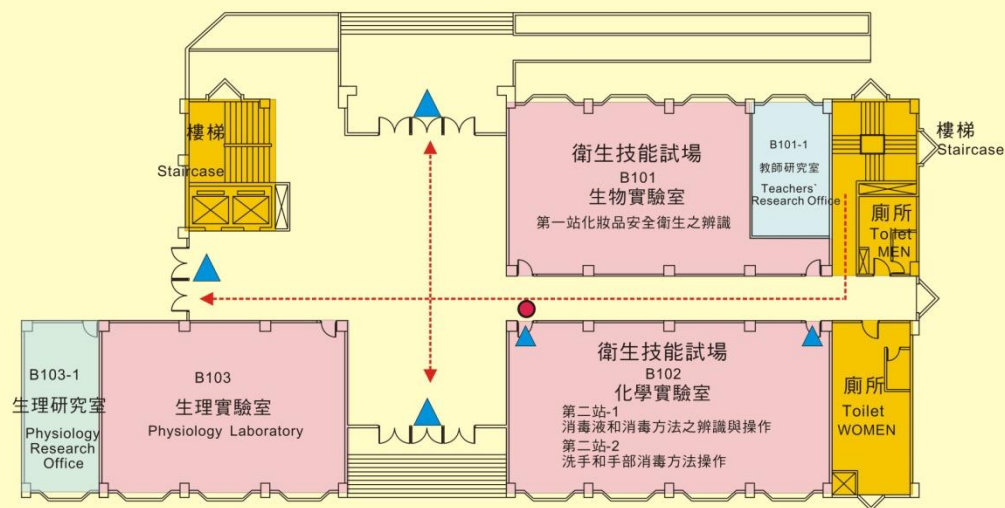 樓梯
Staircase
衛生技能試場
B101
生物實驗室
第一站化妝品安全衛生之辨識
B101-1
教師研究室
Teachers'
Research Office
樓梯
Staircase
廁所
Toilet
MEN
B103-1
生理研究室
Physiology
Research
Office
B103
生理實驗室
Physiology Laboratory
衛生技能試場
B102
化學實驗室
第二站-1
消毒液和消毒方法之辨識與操作
第二站-2
洗手和手部消毒方法操作
廁所
Toilet
WOMEN